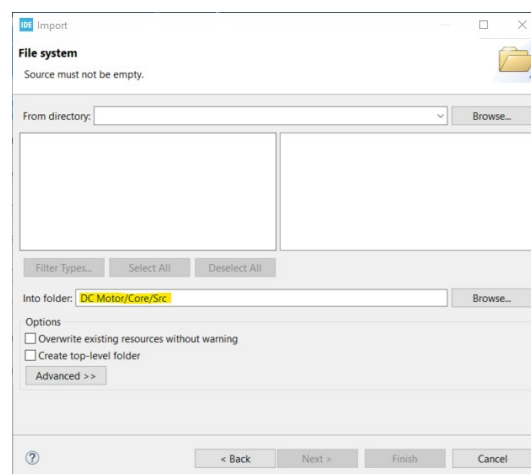 IDE Import
File system
Source must not be empty.
From directory:
Browse...
Filter Types...
Select All
Deselect All
Into folder: DC Motor/Core/Src
Browse...
Options
Overwrite existing resources without warning
Create top-level folder
Advanced >>
?
< Back
Next >
Finish
Cancel